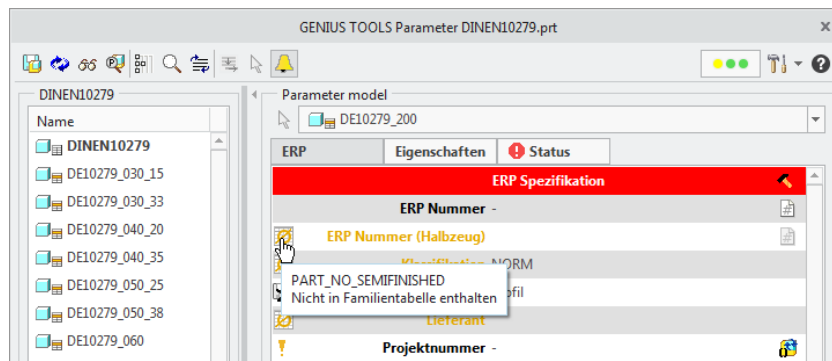 GENIUS TOOLS Parameter DINEN10279.prt
DINEN10279
Parameter model
Name
DE10279_200
DINEN10279
ERP Eigenschaften Status
DE10279_030_15
ERP Spezifikation
DE10279_030_33
ERP Nummer -
DE10279_040_20
ERP Nummer (Halbzeug)
DE10279_040_35
Klassifikation NORM
DE10279_050_25
PART_NO_SEMIFINISHED
Nicht in Familientabelle enthalten
ofil
DE10279_050_38
Lieferant
DE10279_060
Projektnummer -